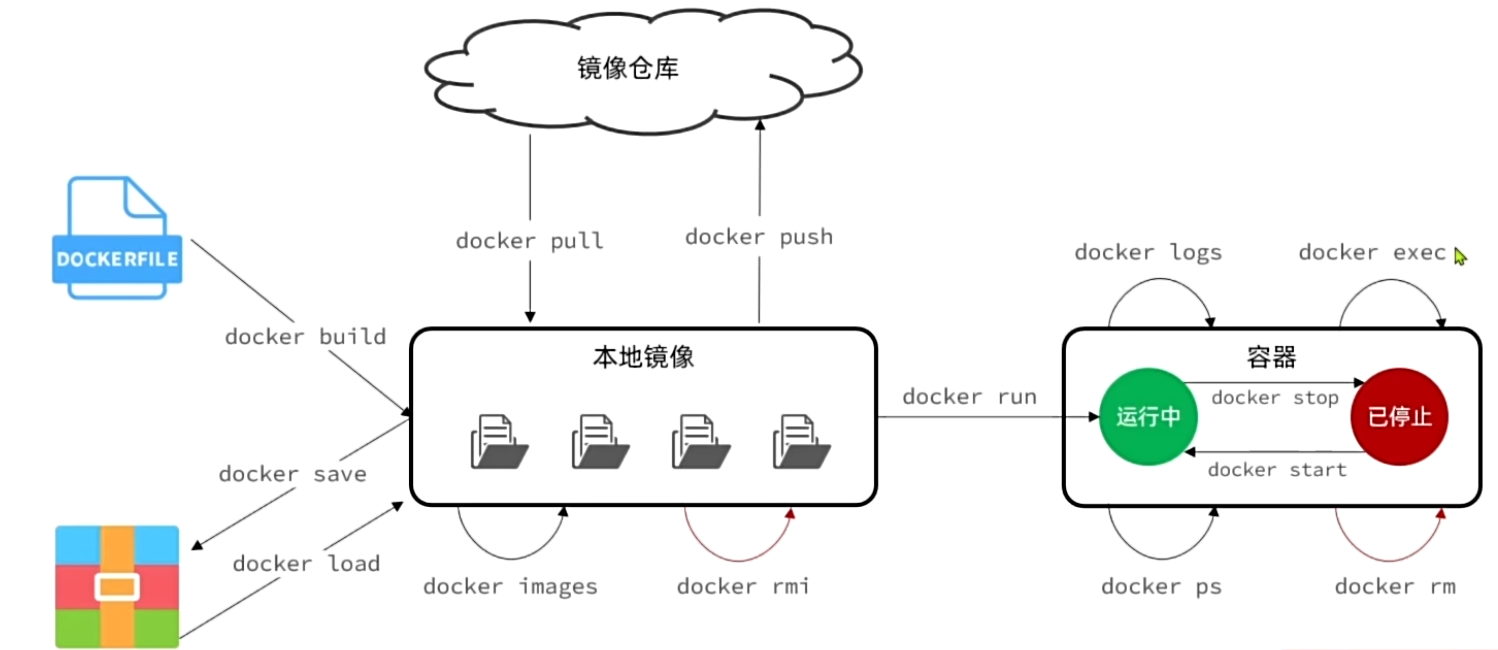 镜像仓库
docker pull
docker push
DOCKERFILE
docker build
docker save
docker load
本地镜像
docker images
docker rmi
docker run
docker logs
docker exec
容器
运行中
docker stop
已停止
docker start
docker ps
docker rm